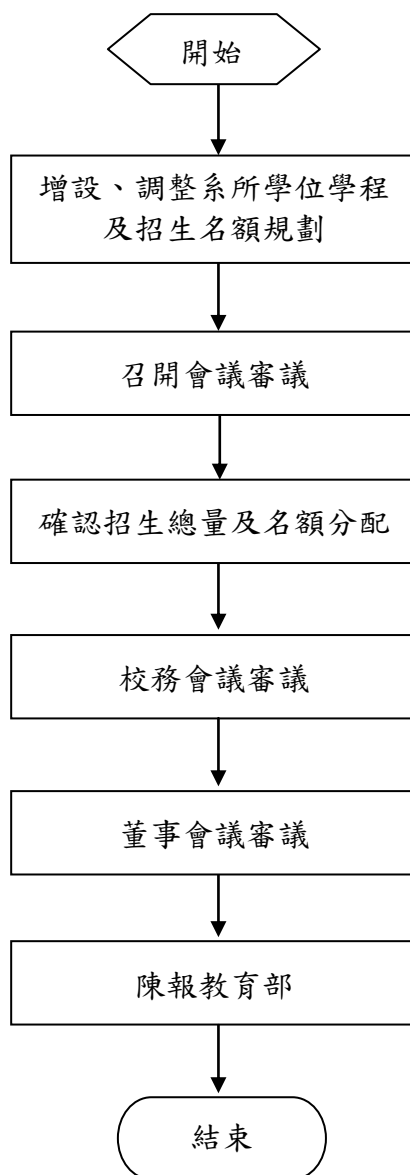 開始
增設、調整系所學位學程
及招生名額規劃
召開會議審議
確認招生總量及名額分配
校務會議審議
董事會議審議
陳報教育部
結束